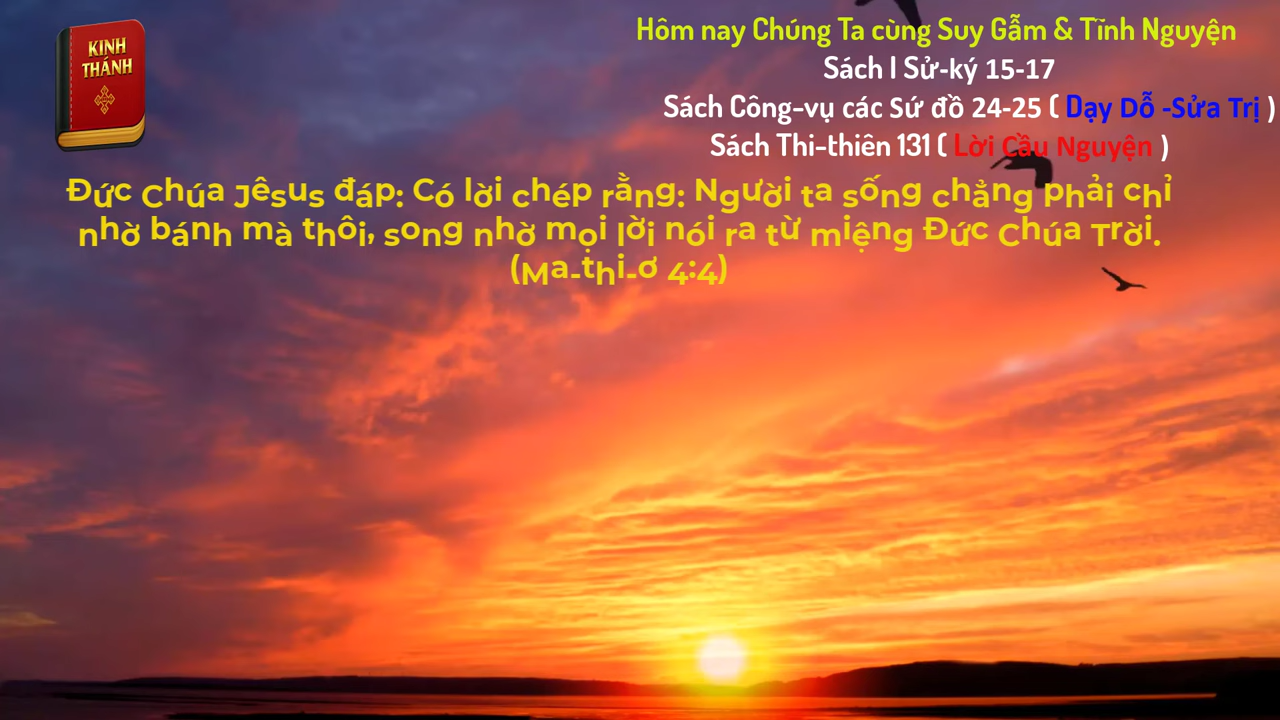 KINH
THÁNH
Hôm nay Chúng Ta cùng Suy Gẫm & Tĩnh Nguyện
Sách I Sử-ký 15-17
Sách Công-vụ các Sứ đồ 24-25 ( Dạy Dỗ -Sửa Trị )
Sách Thi-thiên 131 ( Lời Cầu Nguyện )
Đức Chúa Jêsus đáp: Có lời chép rằng: Người ta sống chẳng phải chỉ
nhờ bánh mà thôi, song nhờ mọi lời nói ra từ miệng Đức Chúa Trời.
(Ma-thi-ơ 4:4)